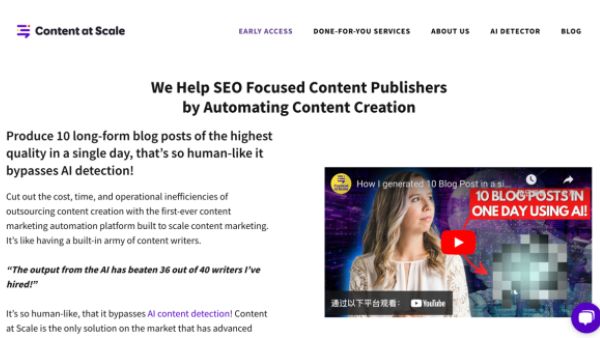 Content at Scale
EARLY ACCESS DONE-FOR-YOU SERVICES ABOUT US AI DETECTOR BLOG
We Help SEO Focused Content Publishers
by Automating Content Creation
Produce 10 long-form blog posts of the highest
quality in a single day, that's so human-like it
bypasses AI detection!
Cut out the cost, time, and operational inefficiencies of
outsourcing content creation with the first-ever content
marketing automation platform built to scale content marketing.
It's like having a built-in army of content writers.
“The output from the AI has beaten 36 out of 40 writers I've
hired!”
It's so human-like, that it bypasses AI content detection! Content
at Scale is the only solution on the market that has advanced
How I generated 10 Blog Post in a si...
10 BLOG POSTS IN
ONE DAY USING AI!
通过以下平台观看: YouTube